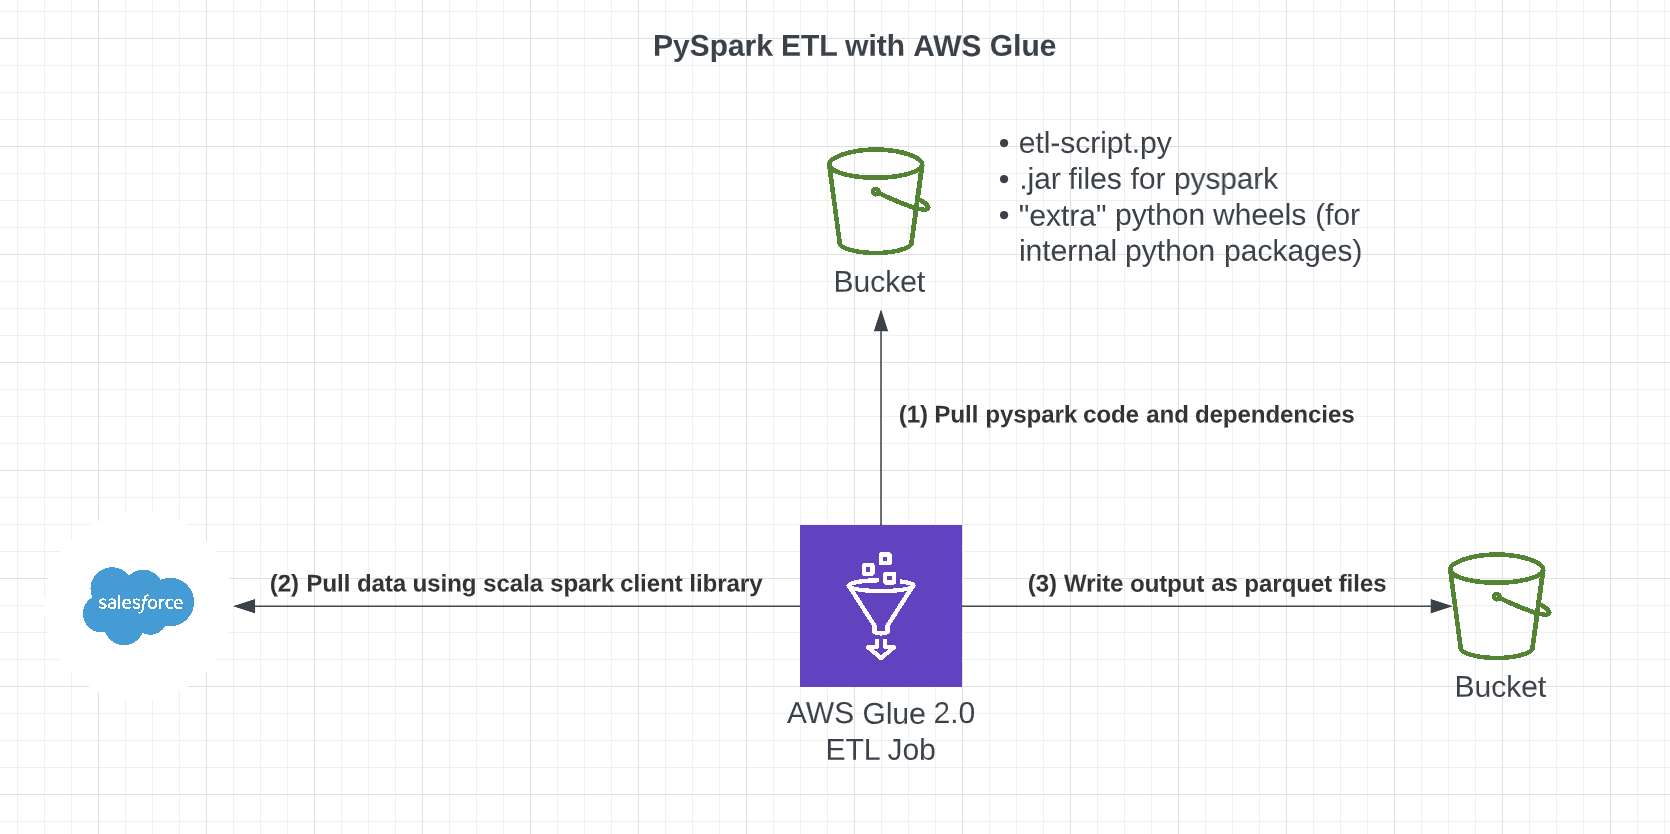 PySpark ETL with AWS Glue
• etl-script.py
• .jar files for pyspark
• "extra" python wheels (for
internal python packages)
Bucket
(1) Pull pyspark code and dependencies
(2) Pull data using scala spark client library
(3) Write output as parquet files
salesforce
Bucket
AWS Glue 2.0
ETL Job